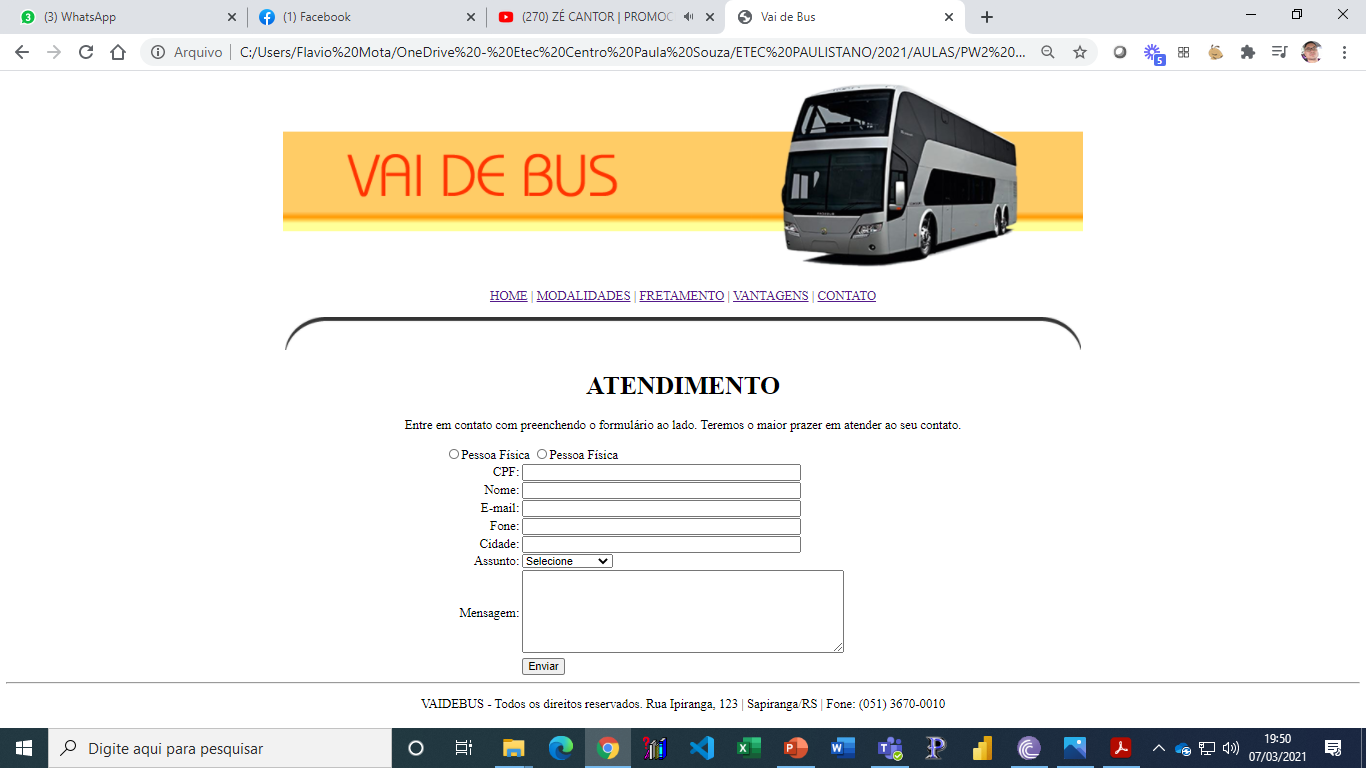 (3) WhatsApp
(1) Facebook
(270) ZÉ CANTOR | PROMOC
Vai de Bus
Arquivo | C:/Users/Flavio%20Mota/OneDrive%20-%20Etec%20Centro%20Paula%20Souza/ETEC%20PAULISTANO/2021/AULAS/PW2%20...
5
VAI DE BUS
HOME | MODALIDADES | FRETAMENTO | VANTAGENS | CONTATO
ATENDIMENTO
Entre em contato com preenchendo o formulário ao lado. Teremos o maior prazer em atender ao seu contato.
Pessoa Física Pessoa Física
CPF:
Nome:
E-mail:
Fone:
Cidade:
Assunto: Selecione
Mensagem:
Enviar
VAIDEBUS - Todos os direitos reservados. Rua Ipiranga, 123 | Sapiranga/RS | Fone: (051) 3670-0010
Digite aqui para pesquisar
19:50
07/03/2021